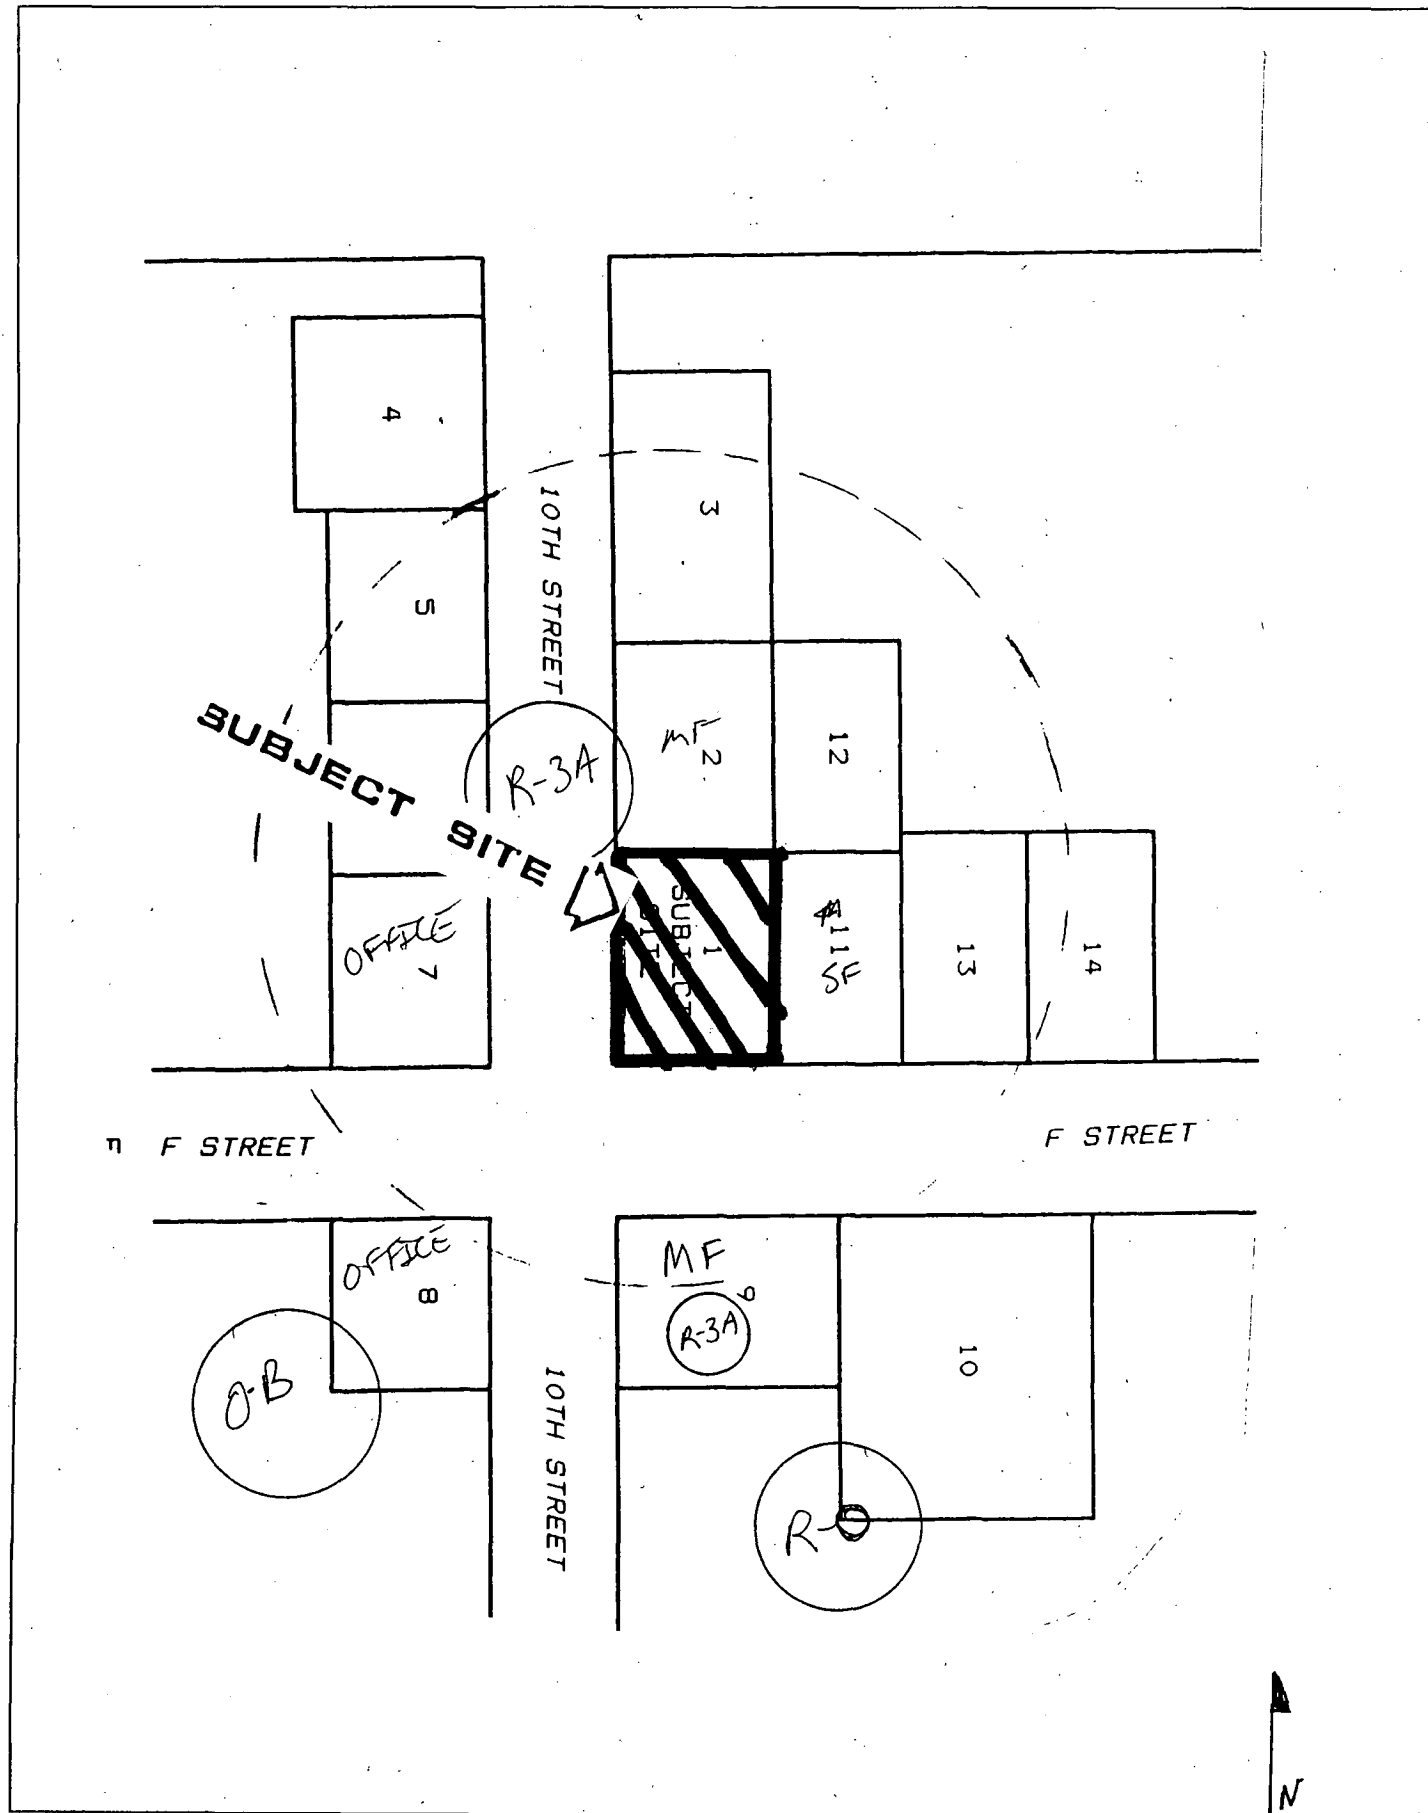 4
3
10TH STREET
5
MF
2
12
R-3A
SUBJECT SITE
OFFICE
7
1
SUBJECT
SITE
11
SF
13
14
F STREET
F STREET
OFFICE
8
MF
9
R-3A
10
O-B
10TH STREET
R-O
N